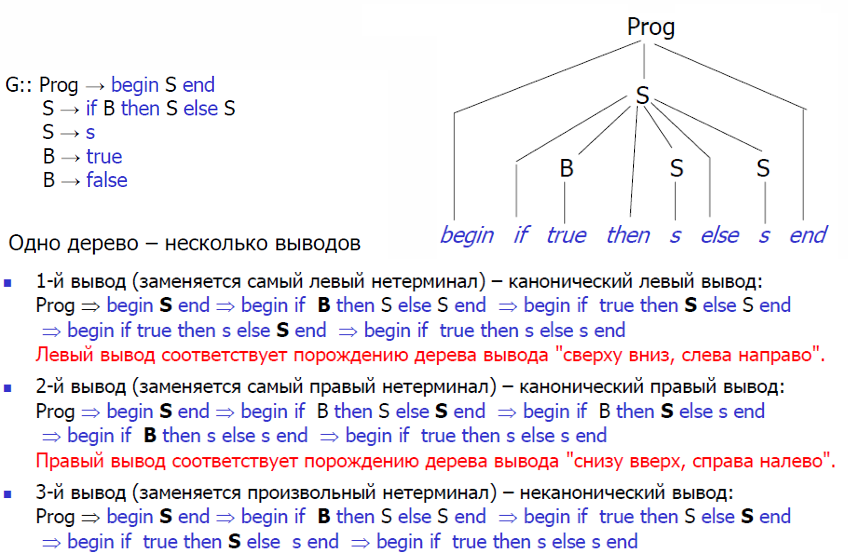 Prog
G:: Prog → begin S end
S → if B then S else S
S → s
B → true
B → false
S
B S S
begin if true then s else s end
Одно дерево – несколько выводов
1-й вывод (заменяется самый левый нетерминал) – канонический левый вывод:
Prog ⇒ begin S end ⇒ begin if B then S else S end ⇒ begin if true then S else S end
⇒ begin if true then s else S end ⇒ begin if true then s else s end
Левый вывод соответствует порождению дерева вывода "сверху вниз, слева направо".
2-й вывод (заменяется самый правый нетерминал) – канонический правый вывод:
Prog ⇒ begin S end ⇒ begin if B then S else S end ⇒ begin if B then S else s end
⇒ begin if B then s else s end ⇒ begin if true then s else s end
Правый вывод соответствует порождению дерева вывода "снизу вверх, справа налево".
3-й вывод (заменяется произвольный нетерминал) – неканонический вывод:
Prog ⇒ begin S end ⇒ begin if B then S else S end ⇒ begin if true then S else S end
⇒ begin if true then S else s end ⇒ begin if true then s else s end